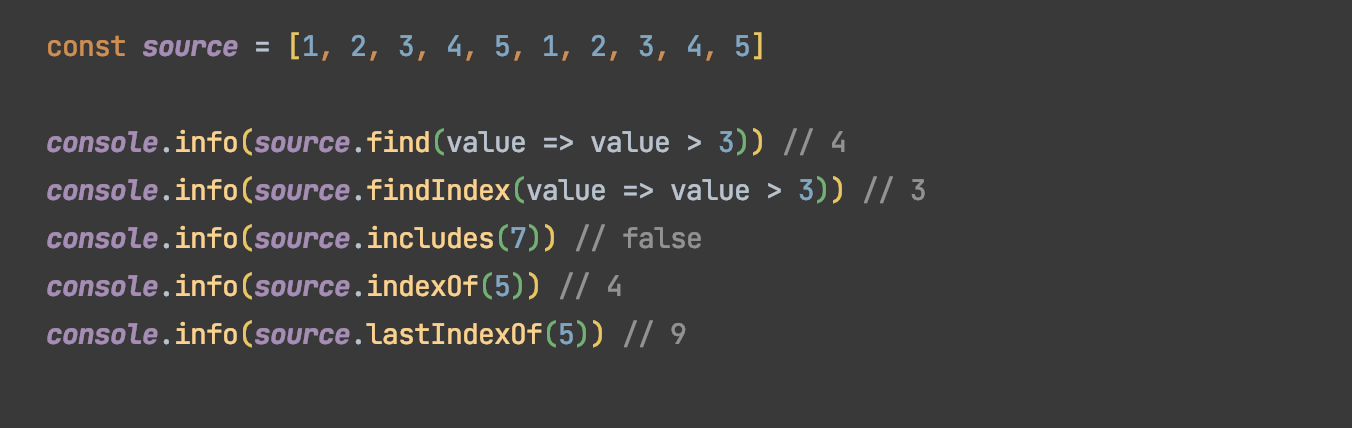 const source = [1, 2, 3, 4, 5, 1, 2, 3, 4, 5]
console.info(source.find(value => value > 3)) // 4
console.info(source.findIndex(value => value > 3)) // 3
console.info(source.includes(7)) // false
console.info(source.indexOf(5)) // 4
console.info(source.lastIndexOf(5)) // 9